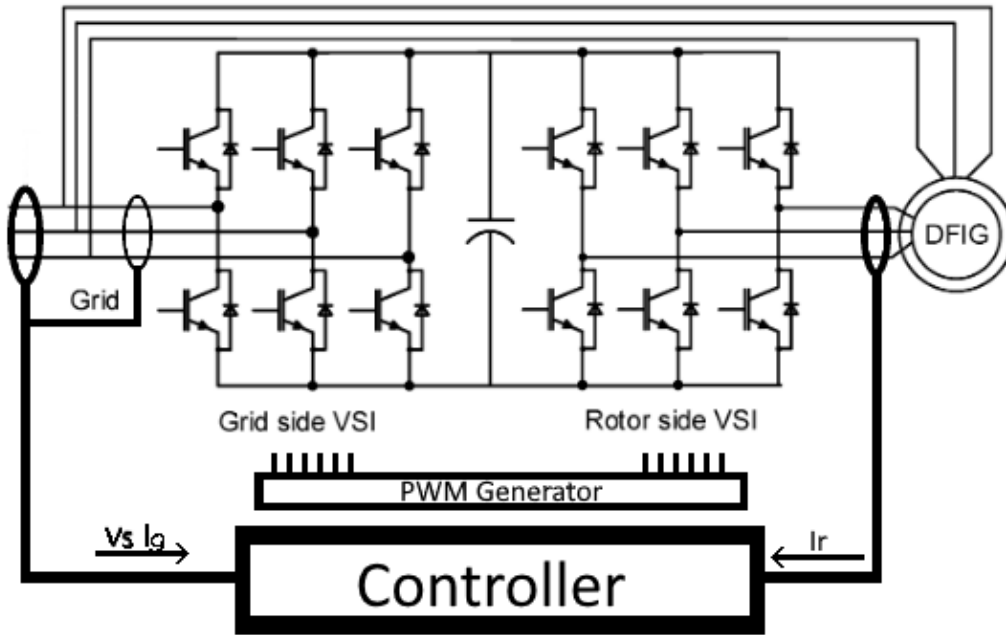 DFIG
Grid
Grid side VSI
Rotor side VSI
PWM Generator
Vs Ig
Ir
Controller